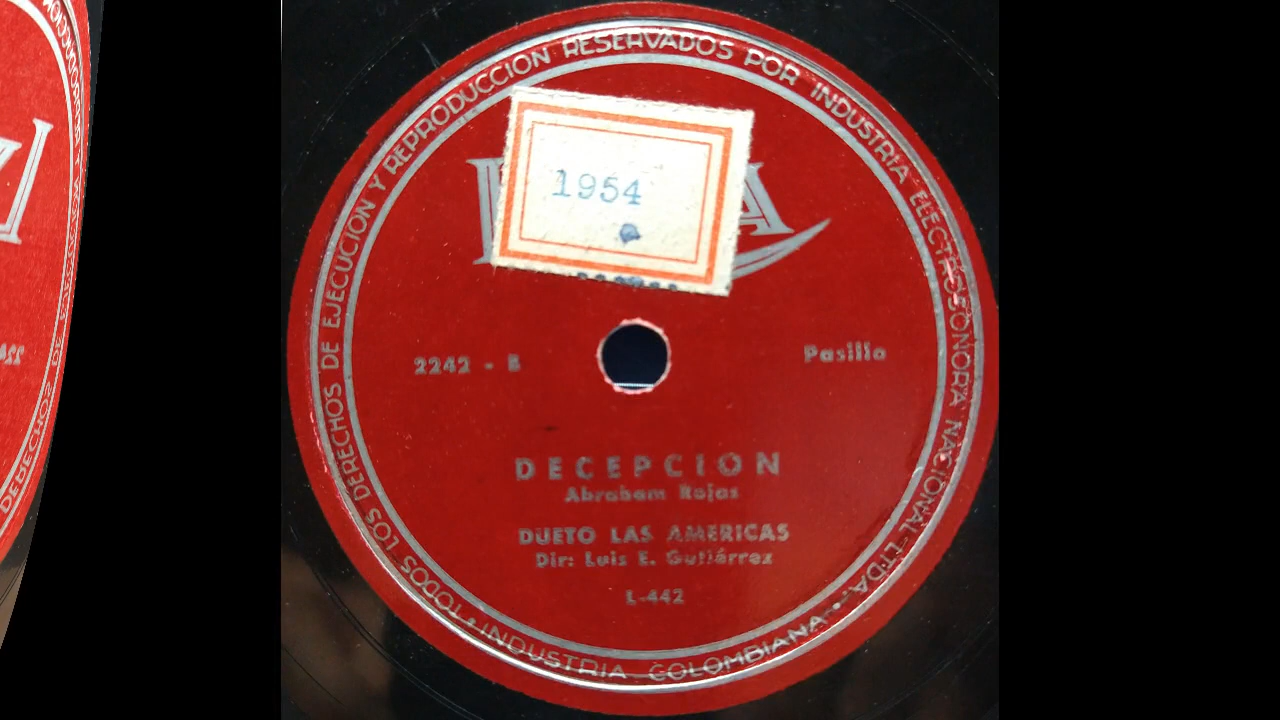 TODOS LOS DERECHOS DE EJECUCION Y REPRODUCCION RESERVADOS POR INDUSTRIA ELECTROSONORA NACIONAL LTDA.
INDUSTRIA COLOMBIANA
1954
2242 - B
Pasillo
DECEPCION
Abraham Rojas
DUETO LAS AMERICAS
Dir: Luis E. Gutiérrez
L-442